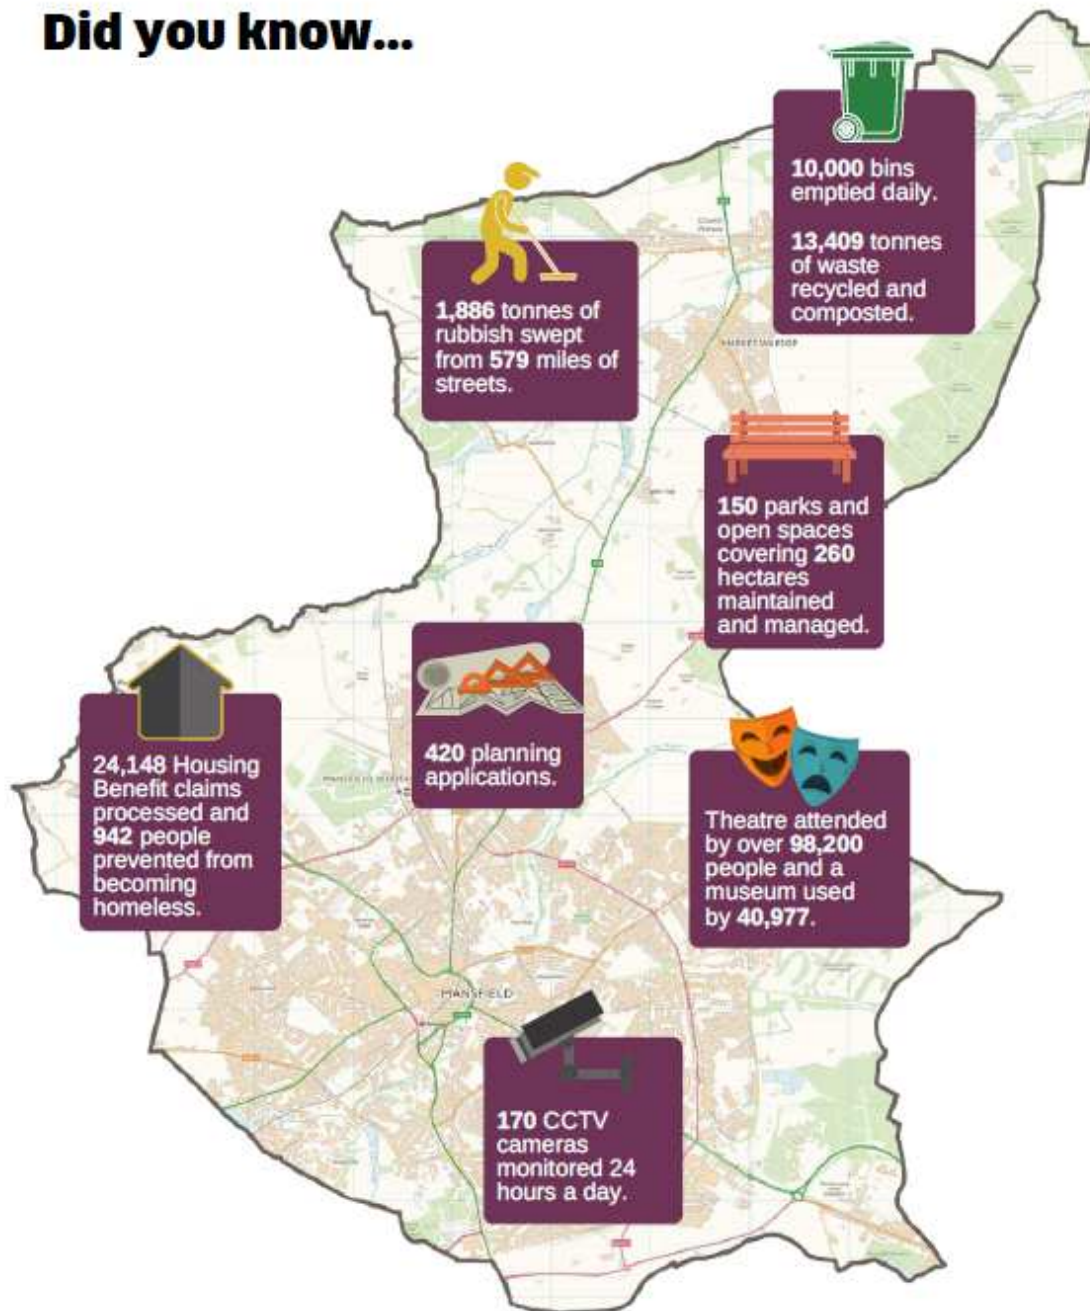 Did you know...
10,000 bins
emptied daily.
13,409 tonnes
of waste
recycled and
composted.
1,886 tonnes of
rubbish swept
from 579 miles of
streets.
150 parks and
open spaces
covering 260
hectares
maintained
and managed.
420 planning
applications.
24,148 Housing
Benefit claims
processed and
942 people
prevented from
becoming
homeless.
Theatre attended
by over 98,200
people and a
museum used
by 40,977.
MANSFIELD
170 CCTV
cameras
monitored 24
hours a day.